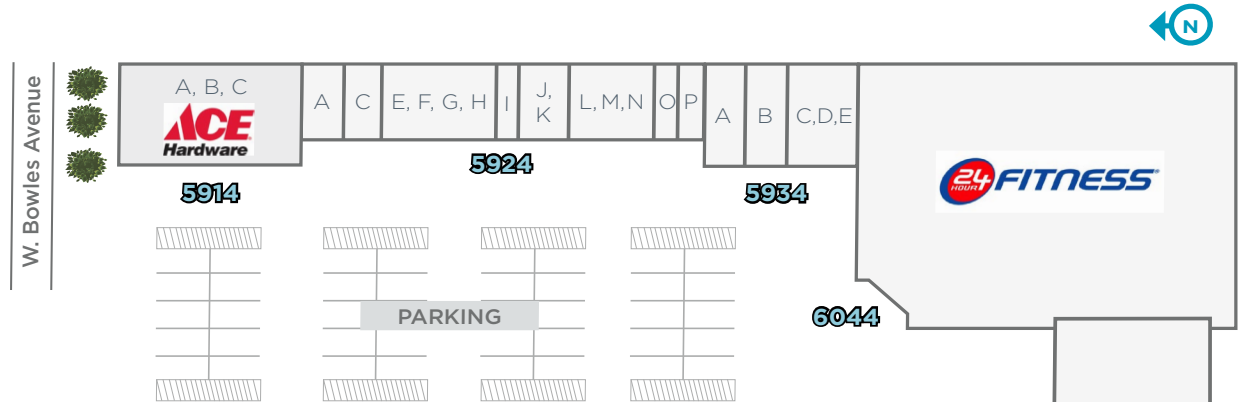 N
W. Bowles Avenue
A, B, C
ACE
Hardware
5914
A
C
E, F, G, H
I
J,
K
L,M,N
O
P
5924
A
B
C,D,E
5934
24
HOUR
FITNESS
6044
PARKING